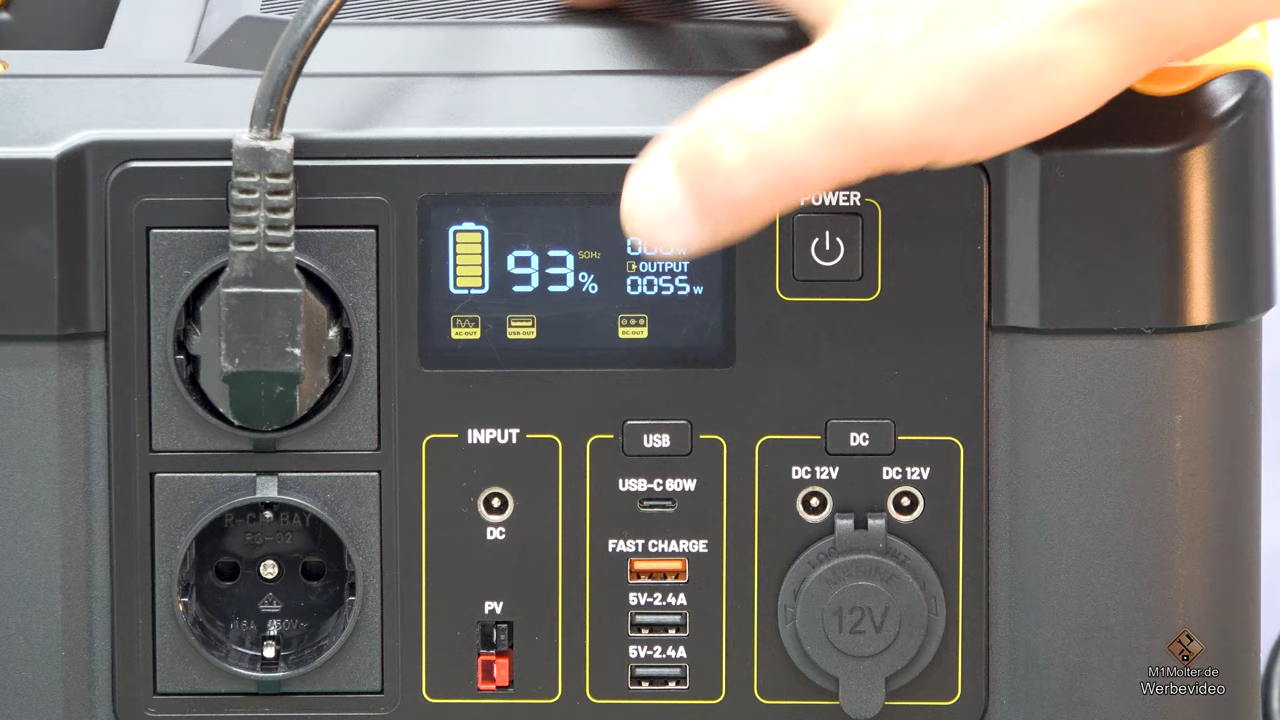 POWER
93
50Hz
%
OUTPUT
0055 w
AC-OUT
USB-OUT
DC-OUT
INPUT
DC
PV
USB
USB-C 60W
FAST CHARGE
5V-2.4A
5V-2.4A
DC
DC 12V
DC 12V
12V
16A 250V~
M1Molter.de
Werbevideo